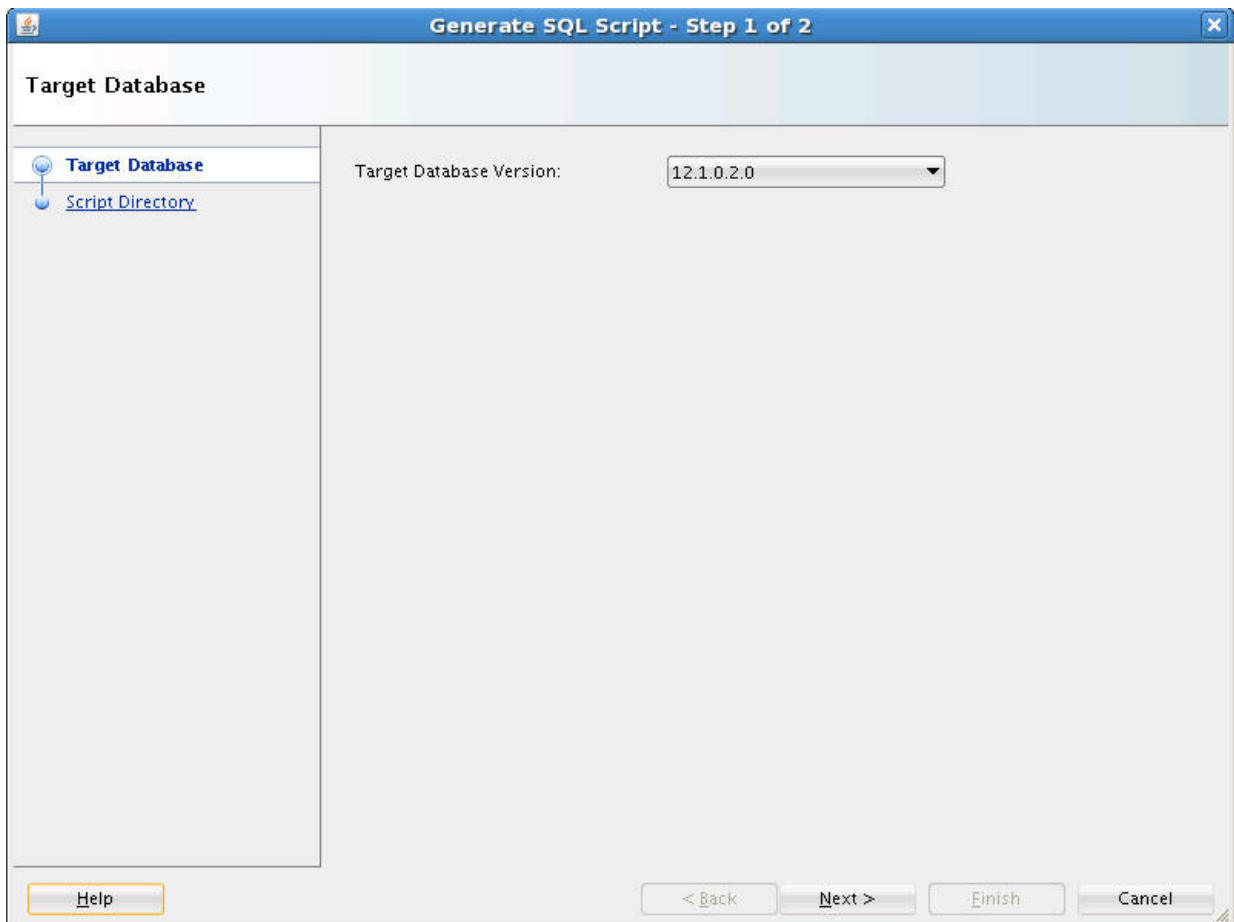 Generate SQL Script - Step 1 of 2
Target Database
Target Database
Script Directory
Target Database Version:
12.1.0.2.0
Help
< Back
Next >
Finish
Cancel